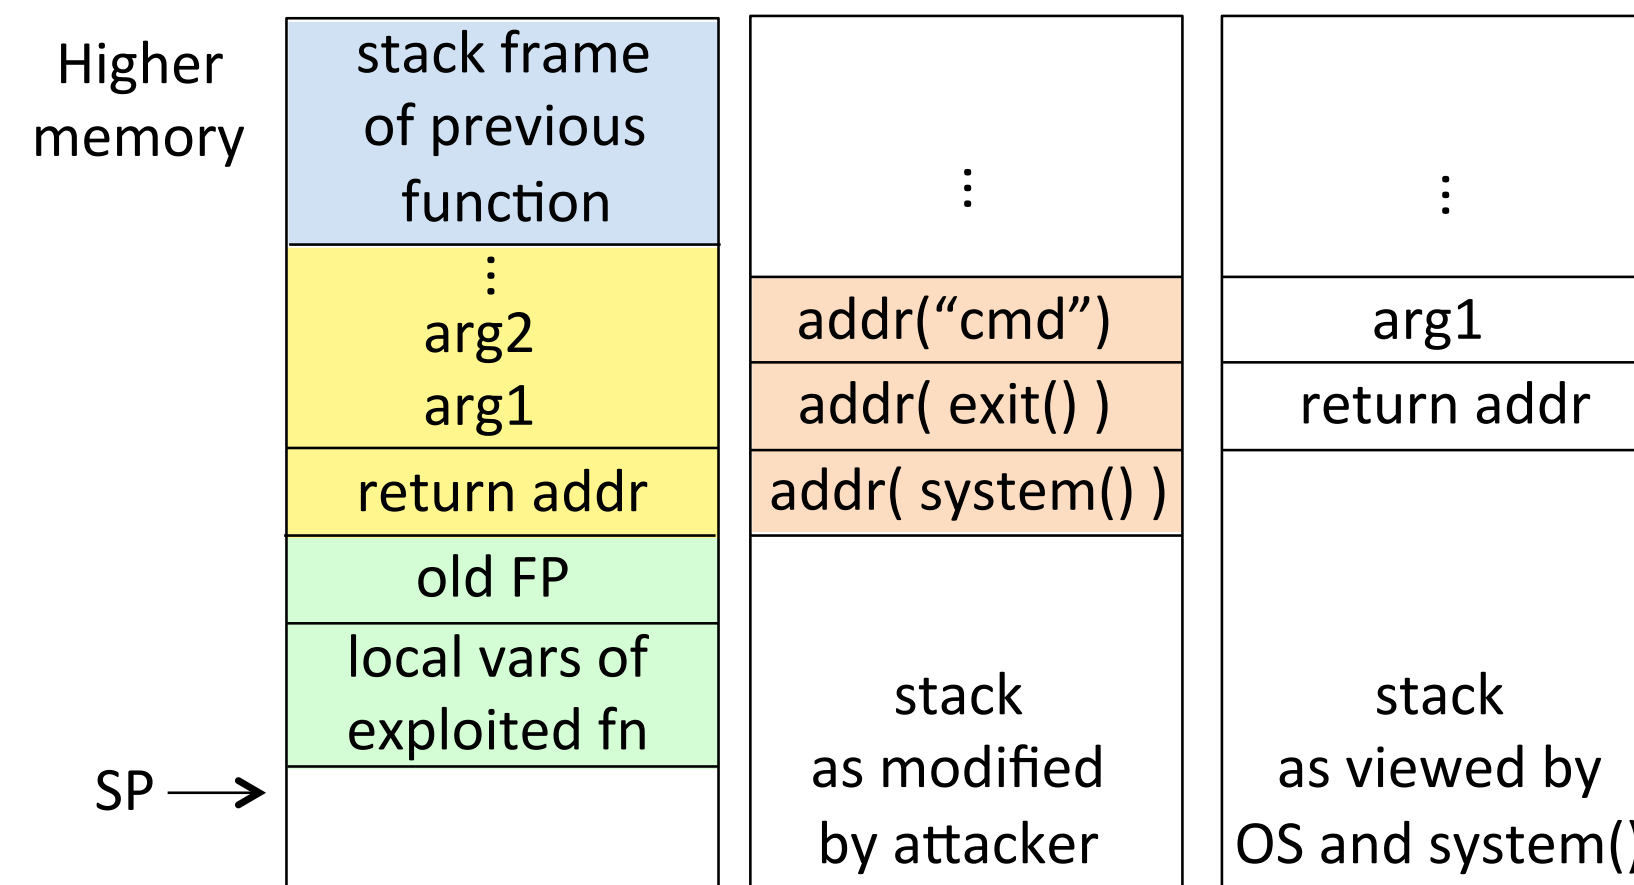 Higher
memory
SP
stack frame
of previous
function
⋮
arg2
arg1
return addr
old FP
local vars of
exploited fn
⋮
addr(“cmd”)
addr( exit() )
addr( system() )
stack
as modified
by attacker
⋮
arg1
return addr
stack
as viewed by
OS and system()